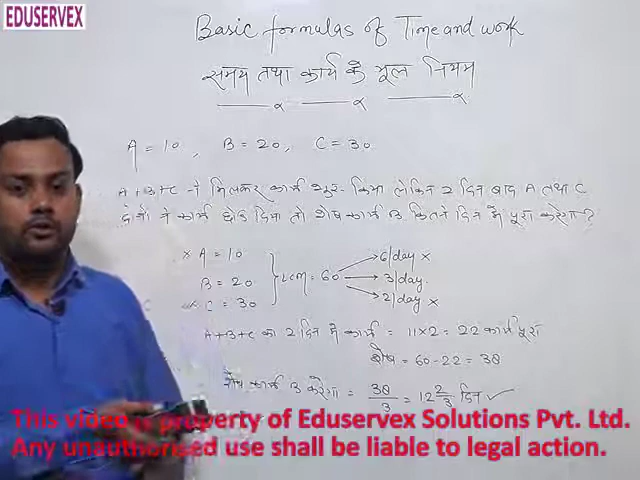 EDUSERVEX
Basic formulas of Time and work
समय तथा कार्य के मूल नियम
A = 10 , B = 20, C = 30
A+B+C ने मिलकर कार्य शुरु किया लेकिन 2 दिन बाद A तथा C
दोनों ने कार्य छोड़ दिया तो शेष कार्य B कितने दिन में पूरा करेगा?
x A = 10
B = 20
x C = 30
LCM = 60
6/day x
3/day
2/day x
A+B+C का 2 दिन में कार्य = 11×2 = 22 कार्य पूरा
शेष = 60-22 = 38
शेष कार्य B करेगा = 38/3 = 12 2/3 दिन ✓
This video is property of Eduservex Solutions Pvt. Ltd.
Any unauthorised use shall be liable to legal action.